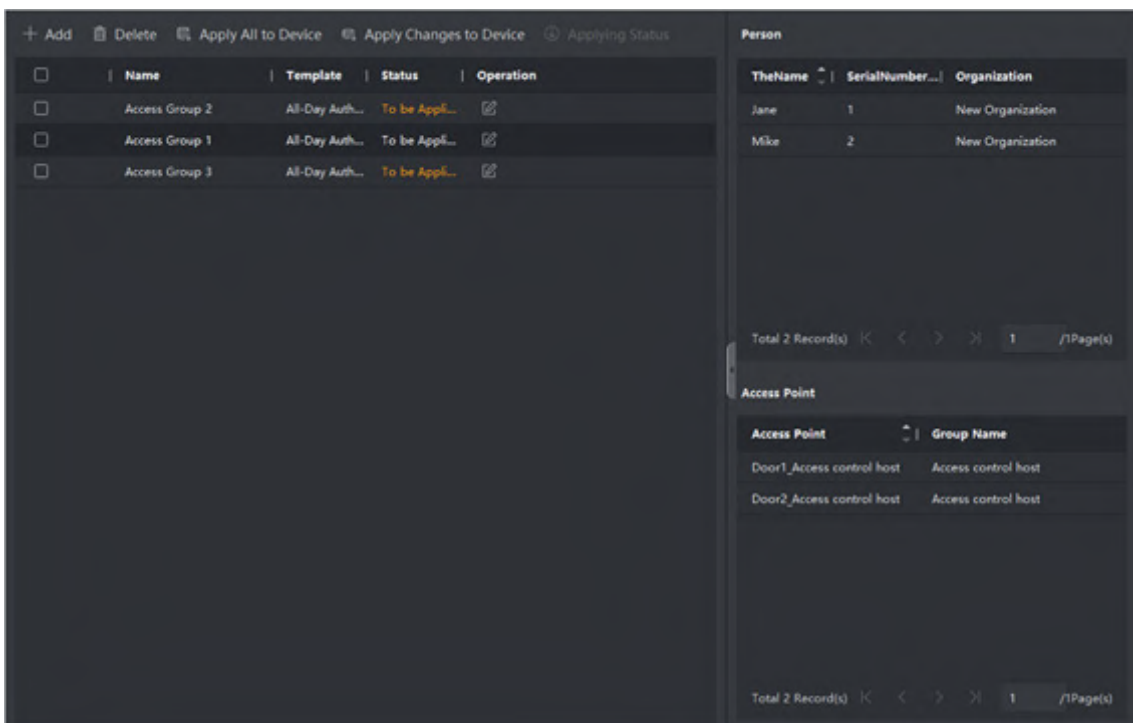 Add Delete Apply All to Device Apply Changes to Device Applying Status
Name Template Status Operation
Access Group 2 All-Day Auth... To be Appli...
Access Group 1 All-Day Auth... To be Appli...
Access Group 3 All-Day Auth... To be Appli...
Person
TheName SerialNumber... Organization
Jane 1 New Organization
Mike 2 New Organization
Total 2 Record(s) 1 /1Page(s)
Access Point
Access Point Group Name
Door1_Access control host Access control host
Door2_Access control host Access control host
Total 2 Record(s) 1 /1Page(s)